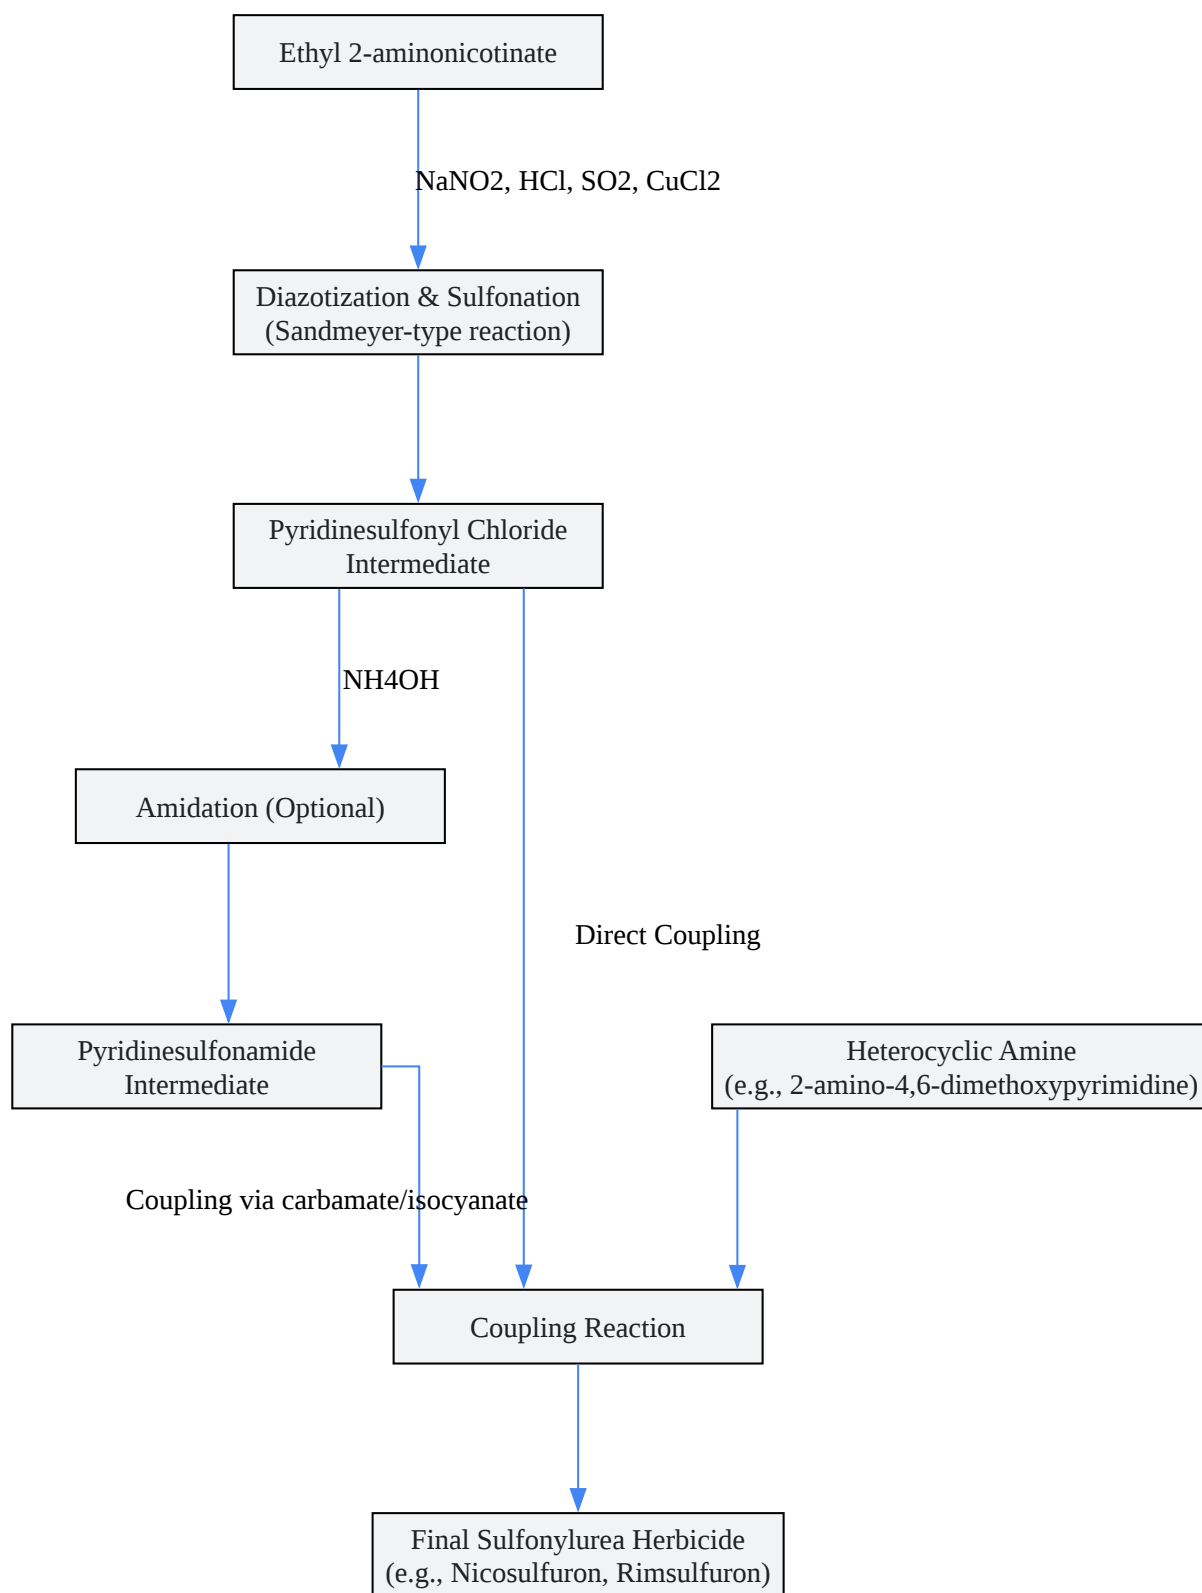 Ethyl 2-aminonicotinate
NaNO2, HCl, SO2, CuCl2
Diazotization & Sulfonation
(Sandmeyer-type reaction)
Pyridinesulfonyl Chloride
Intermediate
NH4OH
Amidation (Optional)
Direct Coupling
Pyridinesulfonamide
Intermediate
Heterocyclic Amine
(e.g., 2-amino-4,6-dimethoxypyrimidine)
Coupling via carbamate/isocyanate
Coupling Reaction
Final Sulfonylurea Herbicide
(e.g., Nicosulfuron, Rimsulfuron)